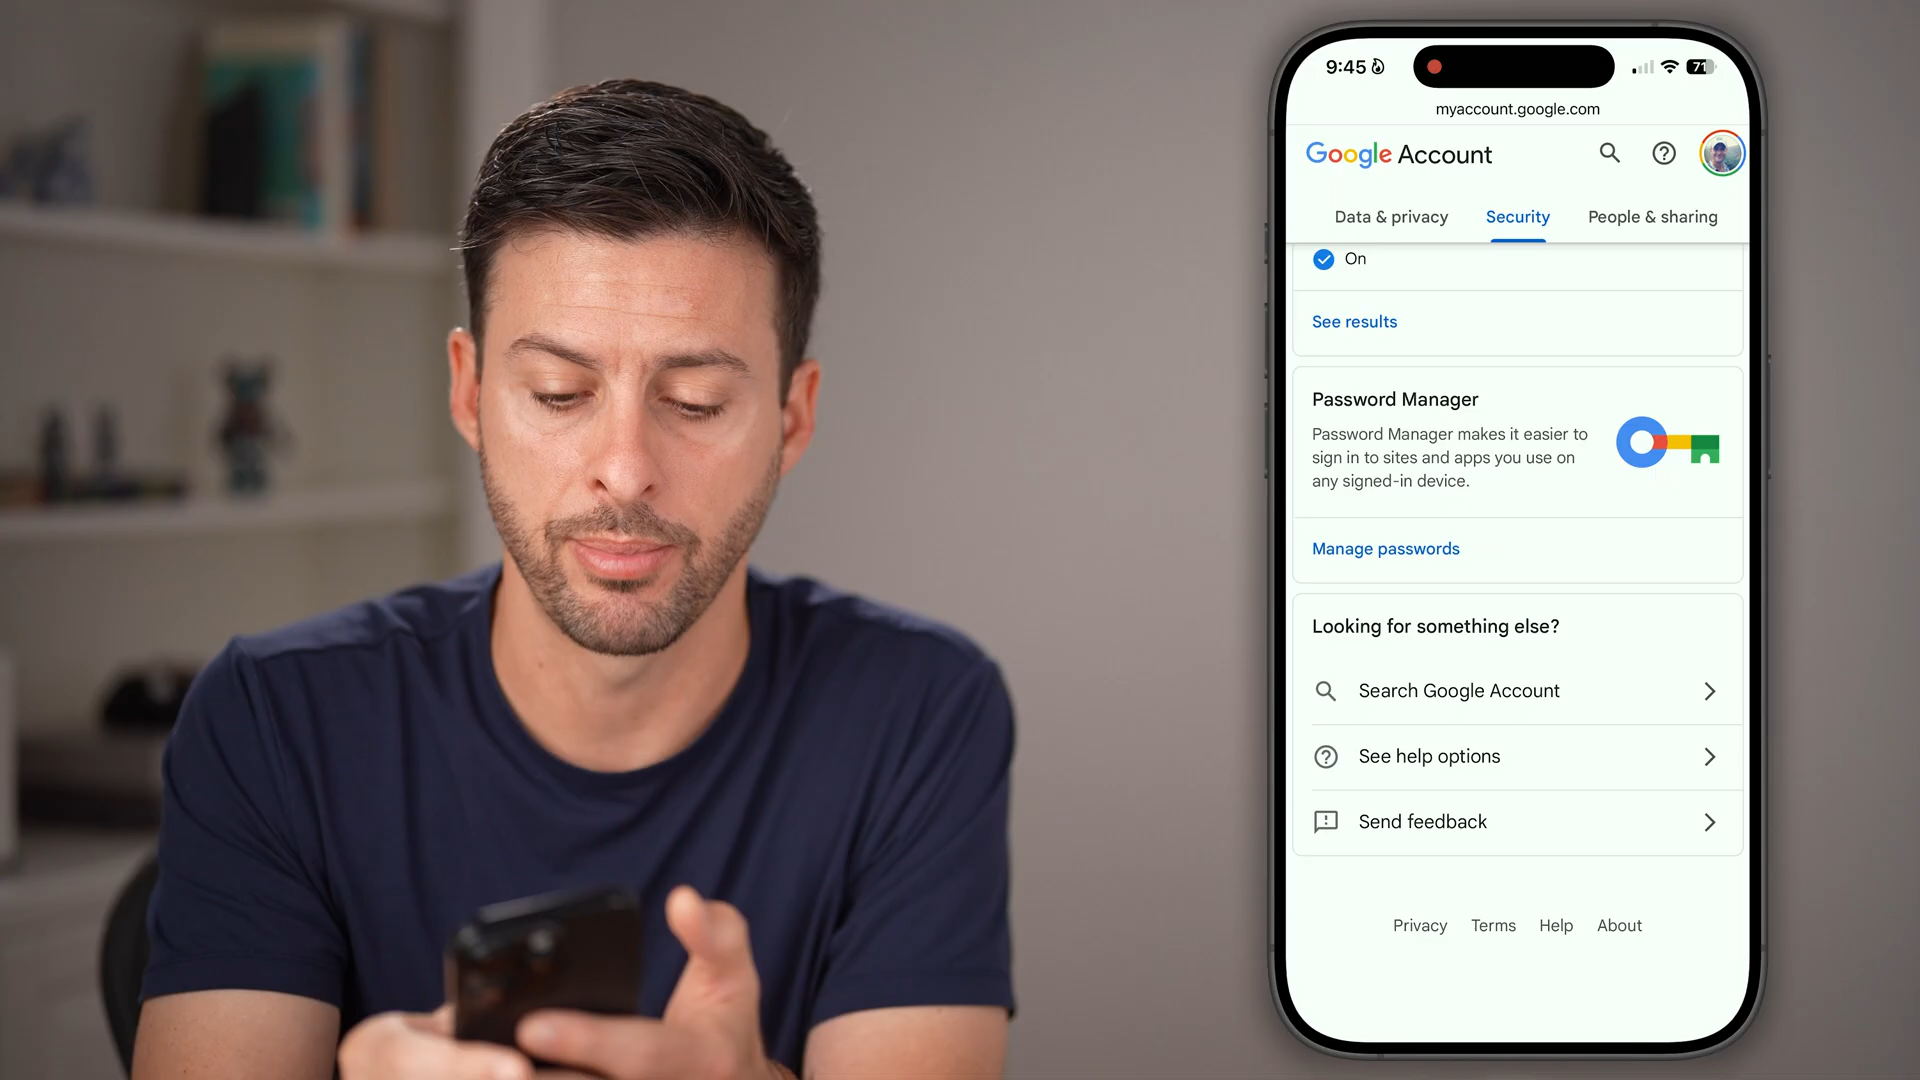 9:45
71
myaccount.google.com
Google Account
Data & privacy Security People & sharing
On
See results
Password Manager
Password Manager makes it easier to
sign in to sites and apps you use on
any signed-in device.
Manage passwords
Looking for something else?
Search Google Account
See help options
Send feedback
Privacy Terms Help About